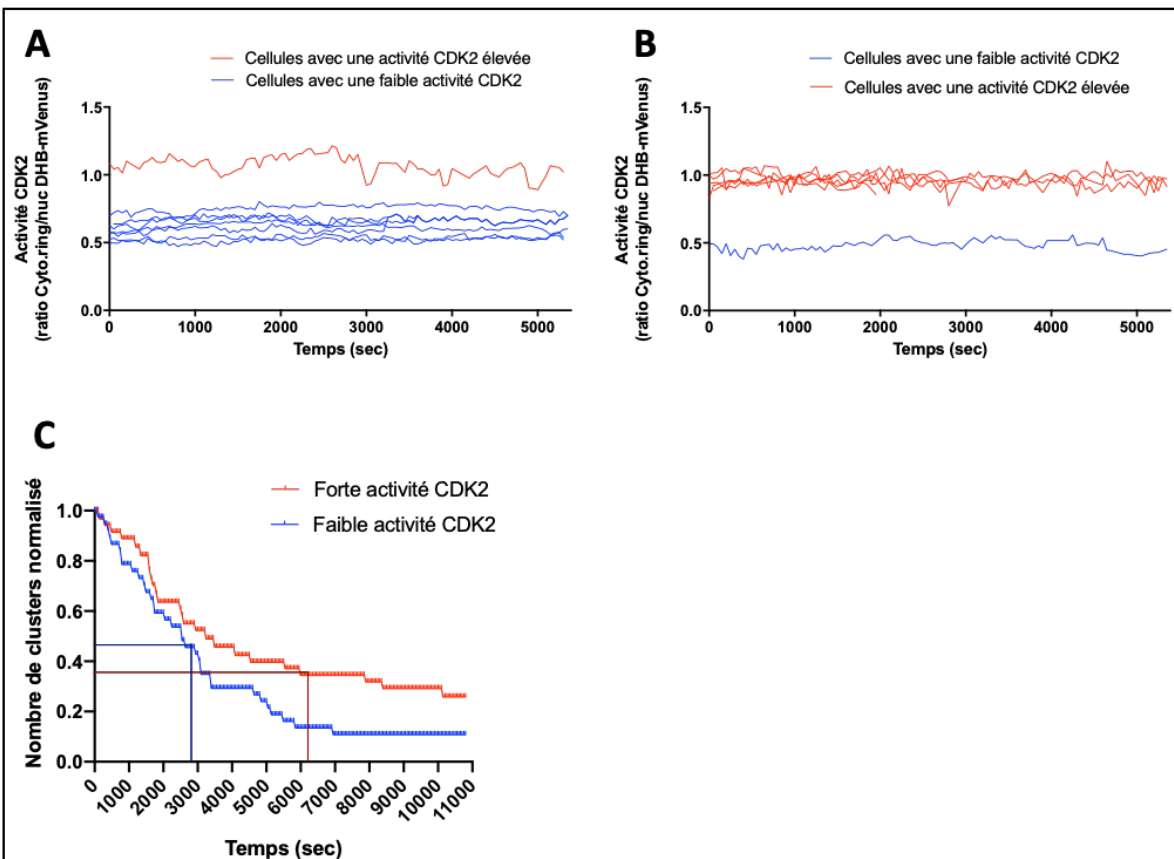 A
Cellules avec une activité CDK2 élevée
Cellules avec une faible activité CDK2
Activité CDK2
(ratio Cyto.ring/nuc DHB-mVenus)
1.5
1.0
0.5
0.0
0 1000 2000 3000 4000 5000
Temps (sec)
B
Cellules avec une faible activité CDK2
Cellules avec une activité CDK2 élevée
Activité CDK2
(ratio Cyto.ring/nuc DHB-mVenus)
1.5
1.0
0.5
0.0
0 1000 2000 3000 4000 5000
Temps (sec)
C
Forte activité CDK2
Faible activité CDK2
Nombre de clusters normalisé
1.0
0.8
0.6
0.4
0.2
0.0
0 1000 2000 3000 4000 5000 6000 7000 8000 9000 10000 11000
Temps (sec)